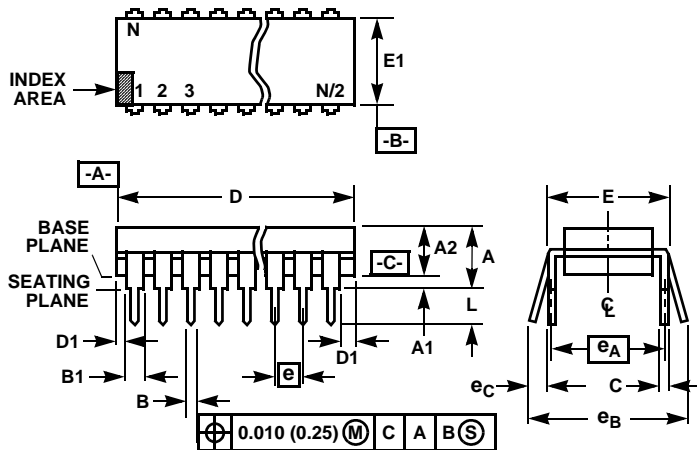 N
E1
INDEX
AREA
1 2 3 N/2
-B-
-A-
D
E
BASE
PLANE
A2
A
-C-
SEATING
PLANE
L
C
L
D1
A1
D1
e
eA
B1
eC
C
B
eB
0.010 (0.25) M C A B S